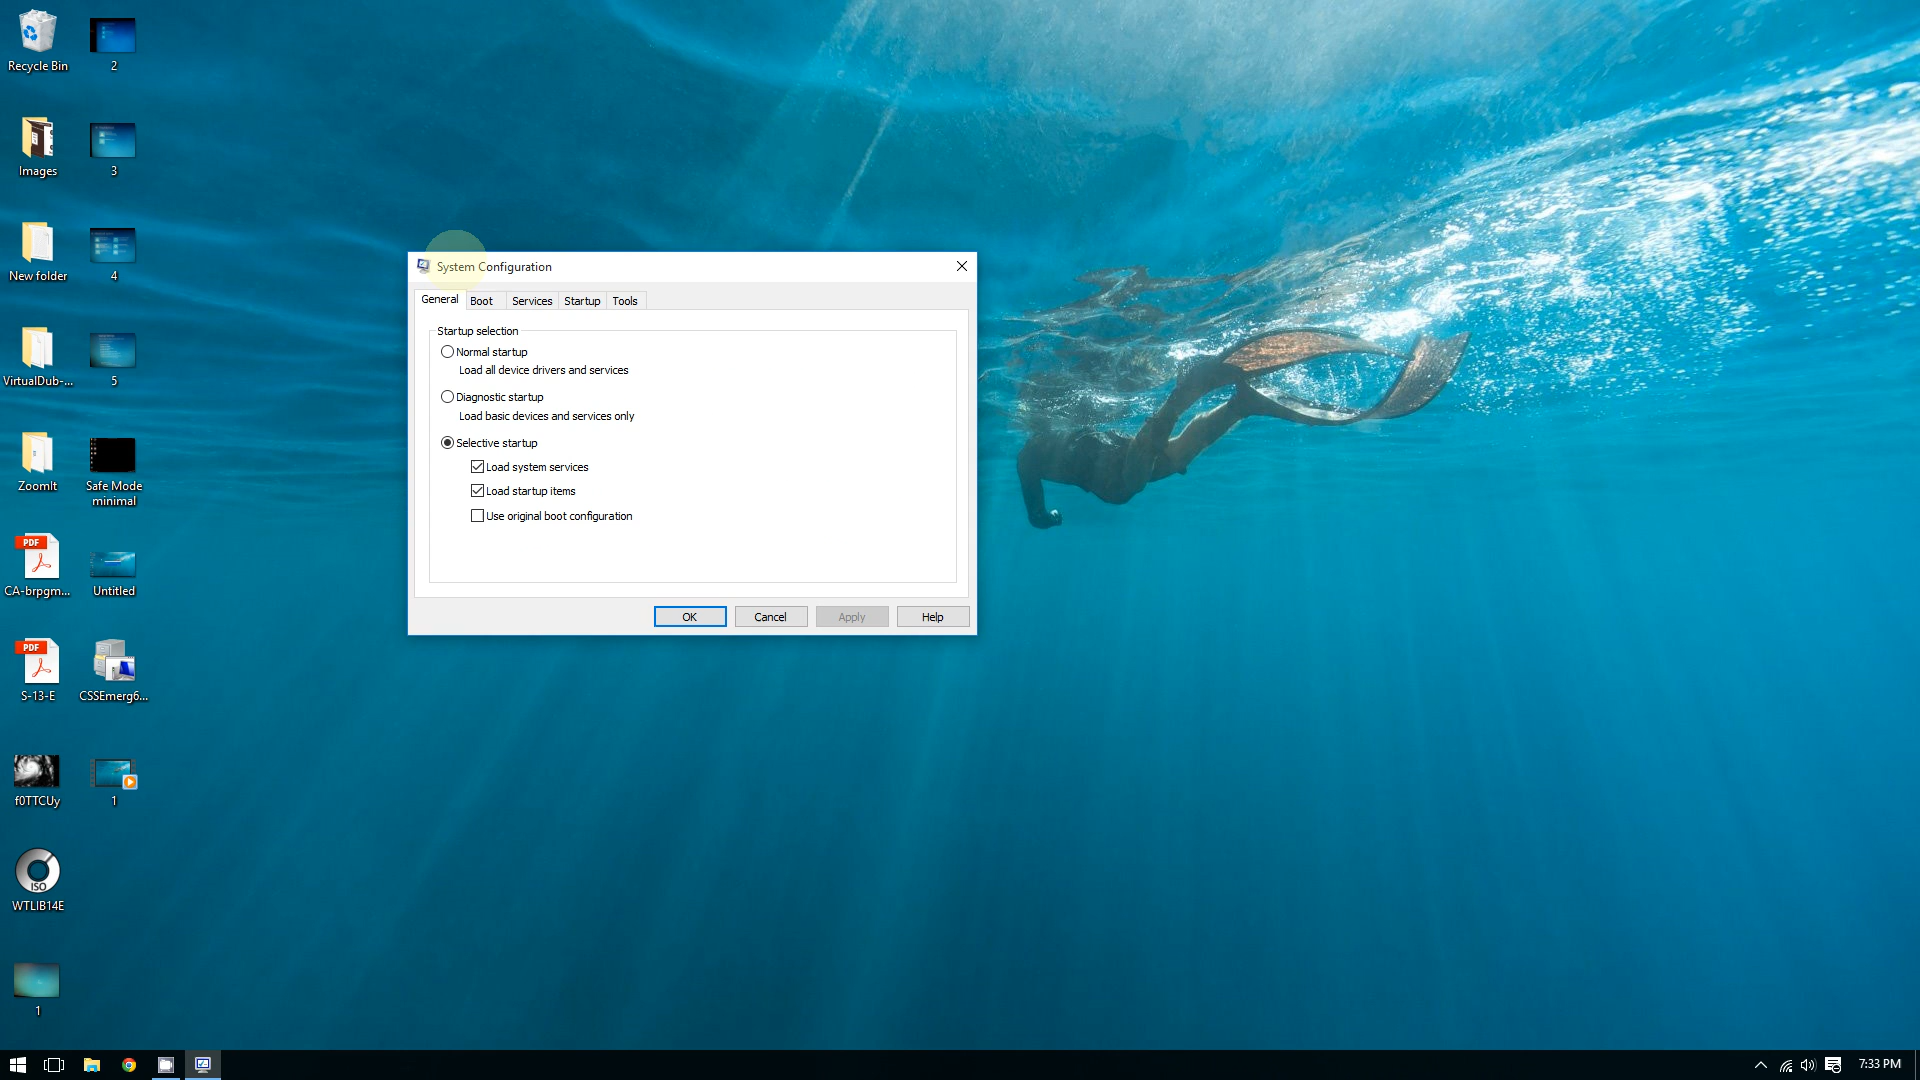 Recycle Bin
2
Images
3
New folder
4
VirtualDub-...
5
ZoomIt
Safe Mode
minimal
PDF
CA-brpgm...
Untitled
PDF
S-13-E
CSSEmerg6...
f0TTCUy
1
ISO
WTLIB14E
1
System Configuration
General
Boot
Services
Startup
Tools
Startup selection
Normal startup
Load all device drivers and services
Diagnostic startup
Load basic devices and services only
Selective startup
Load system services
Load startup items
Use original boot configuration
OK
Cancel
Apply
Help
7:33 PM